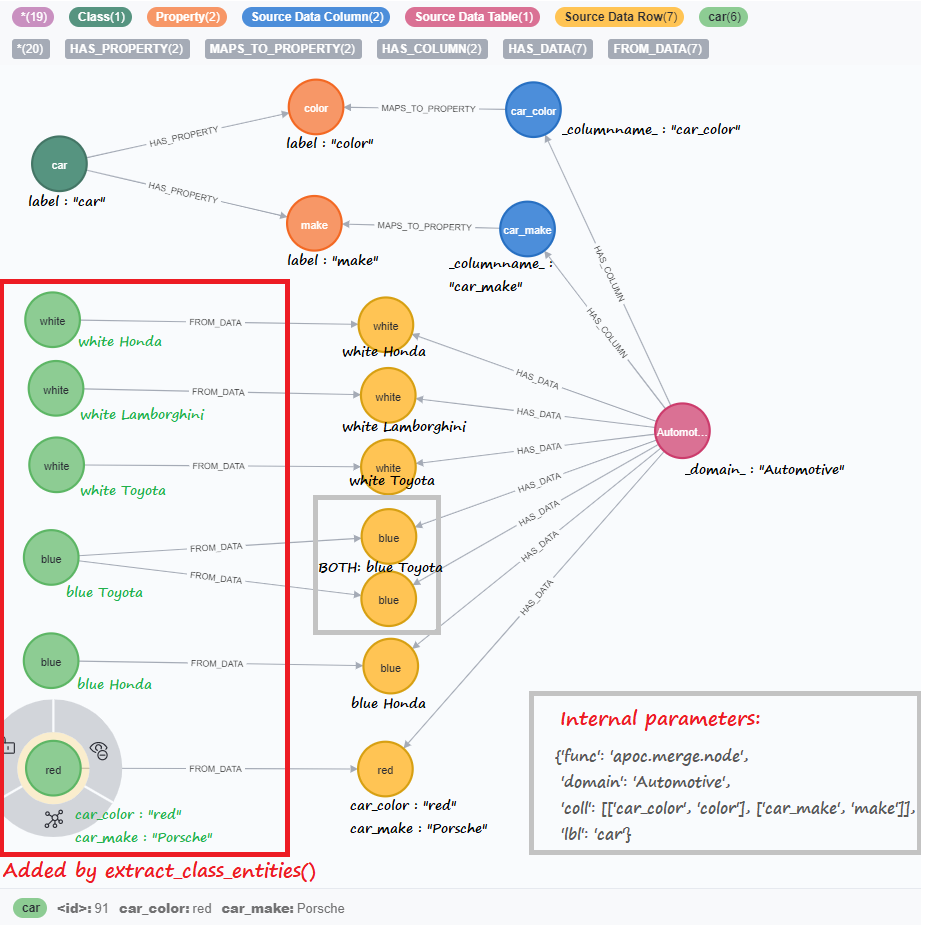 *(19) Class(1) Property(2) Source Data Column(2) Source Data Table(1) Source Data Row(7) car(6)
*(20) HAS_PROPERTY(2) MAPS_TO_PROPERTY(2) HAS_COLUMN(2) HAS_DATA(7) FROM_DATA(7)
color
MAPS_TO_PROPERTY
car_color
_columnname_ : "car_color"
label : "color"
HAS_PROPERTY
car
label : "car"
HAS_PROPERTY
make
MAPS_TO_PROPERTY
car_make
label : "make"
_columnname_ :
"car_make"
HAS_COLUMN
HAS_COLUMN
white
FROM_DATA
white
white Honda
white Honda
HAS_DATA
white
FROM_DATA
white
white Lamborghini
white Lamborghini
HAS_DATA
Automot...
_domain_ : "Automotive"
white
FROM_DATA
white
white Toyota
white Toyota
HAS_DATA
HAS_DATA
HAS_DATA
HAS_DATA
HAS_DATA
blue
FROM_DATA
FROM_DATA
blue
BOTH: blue Toyota
blue
blue Toyota
blue
FROM_DATA
blue
blue Honda
blue Honda
red
FROM_DATA
red
car_color : "red"
car_make : "Porsche"
car_color : "red"
car_make : "Porsche"
Internal parameters:
{'func': 'apoc.merge.node',
'domain': 'Automotive',
'coll': [['car_color', 'color'], ['car_make', 'make']],
'lbl': 'car'}
Added by extract_class_entities()
car <id>: 91 car_color: red car_make: Porsche